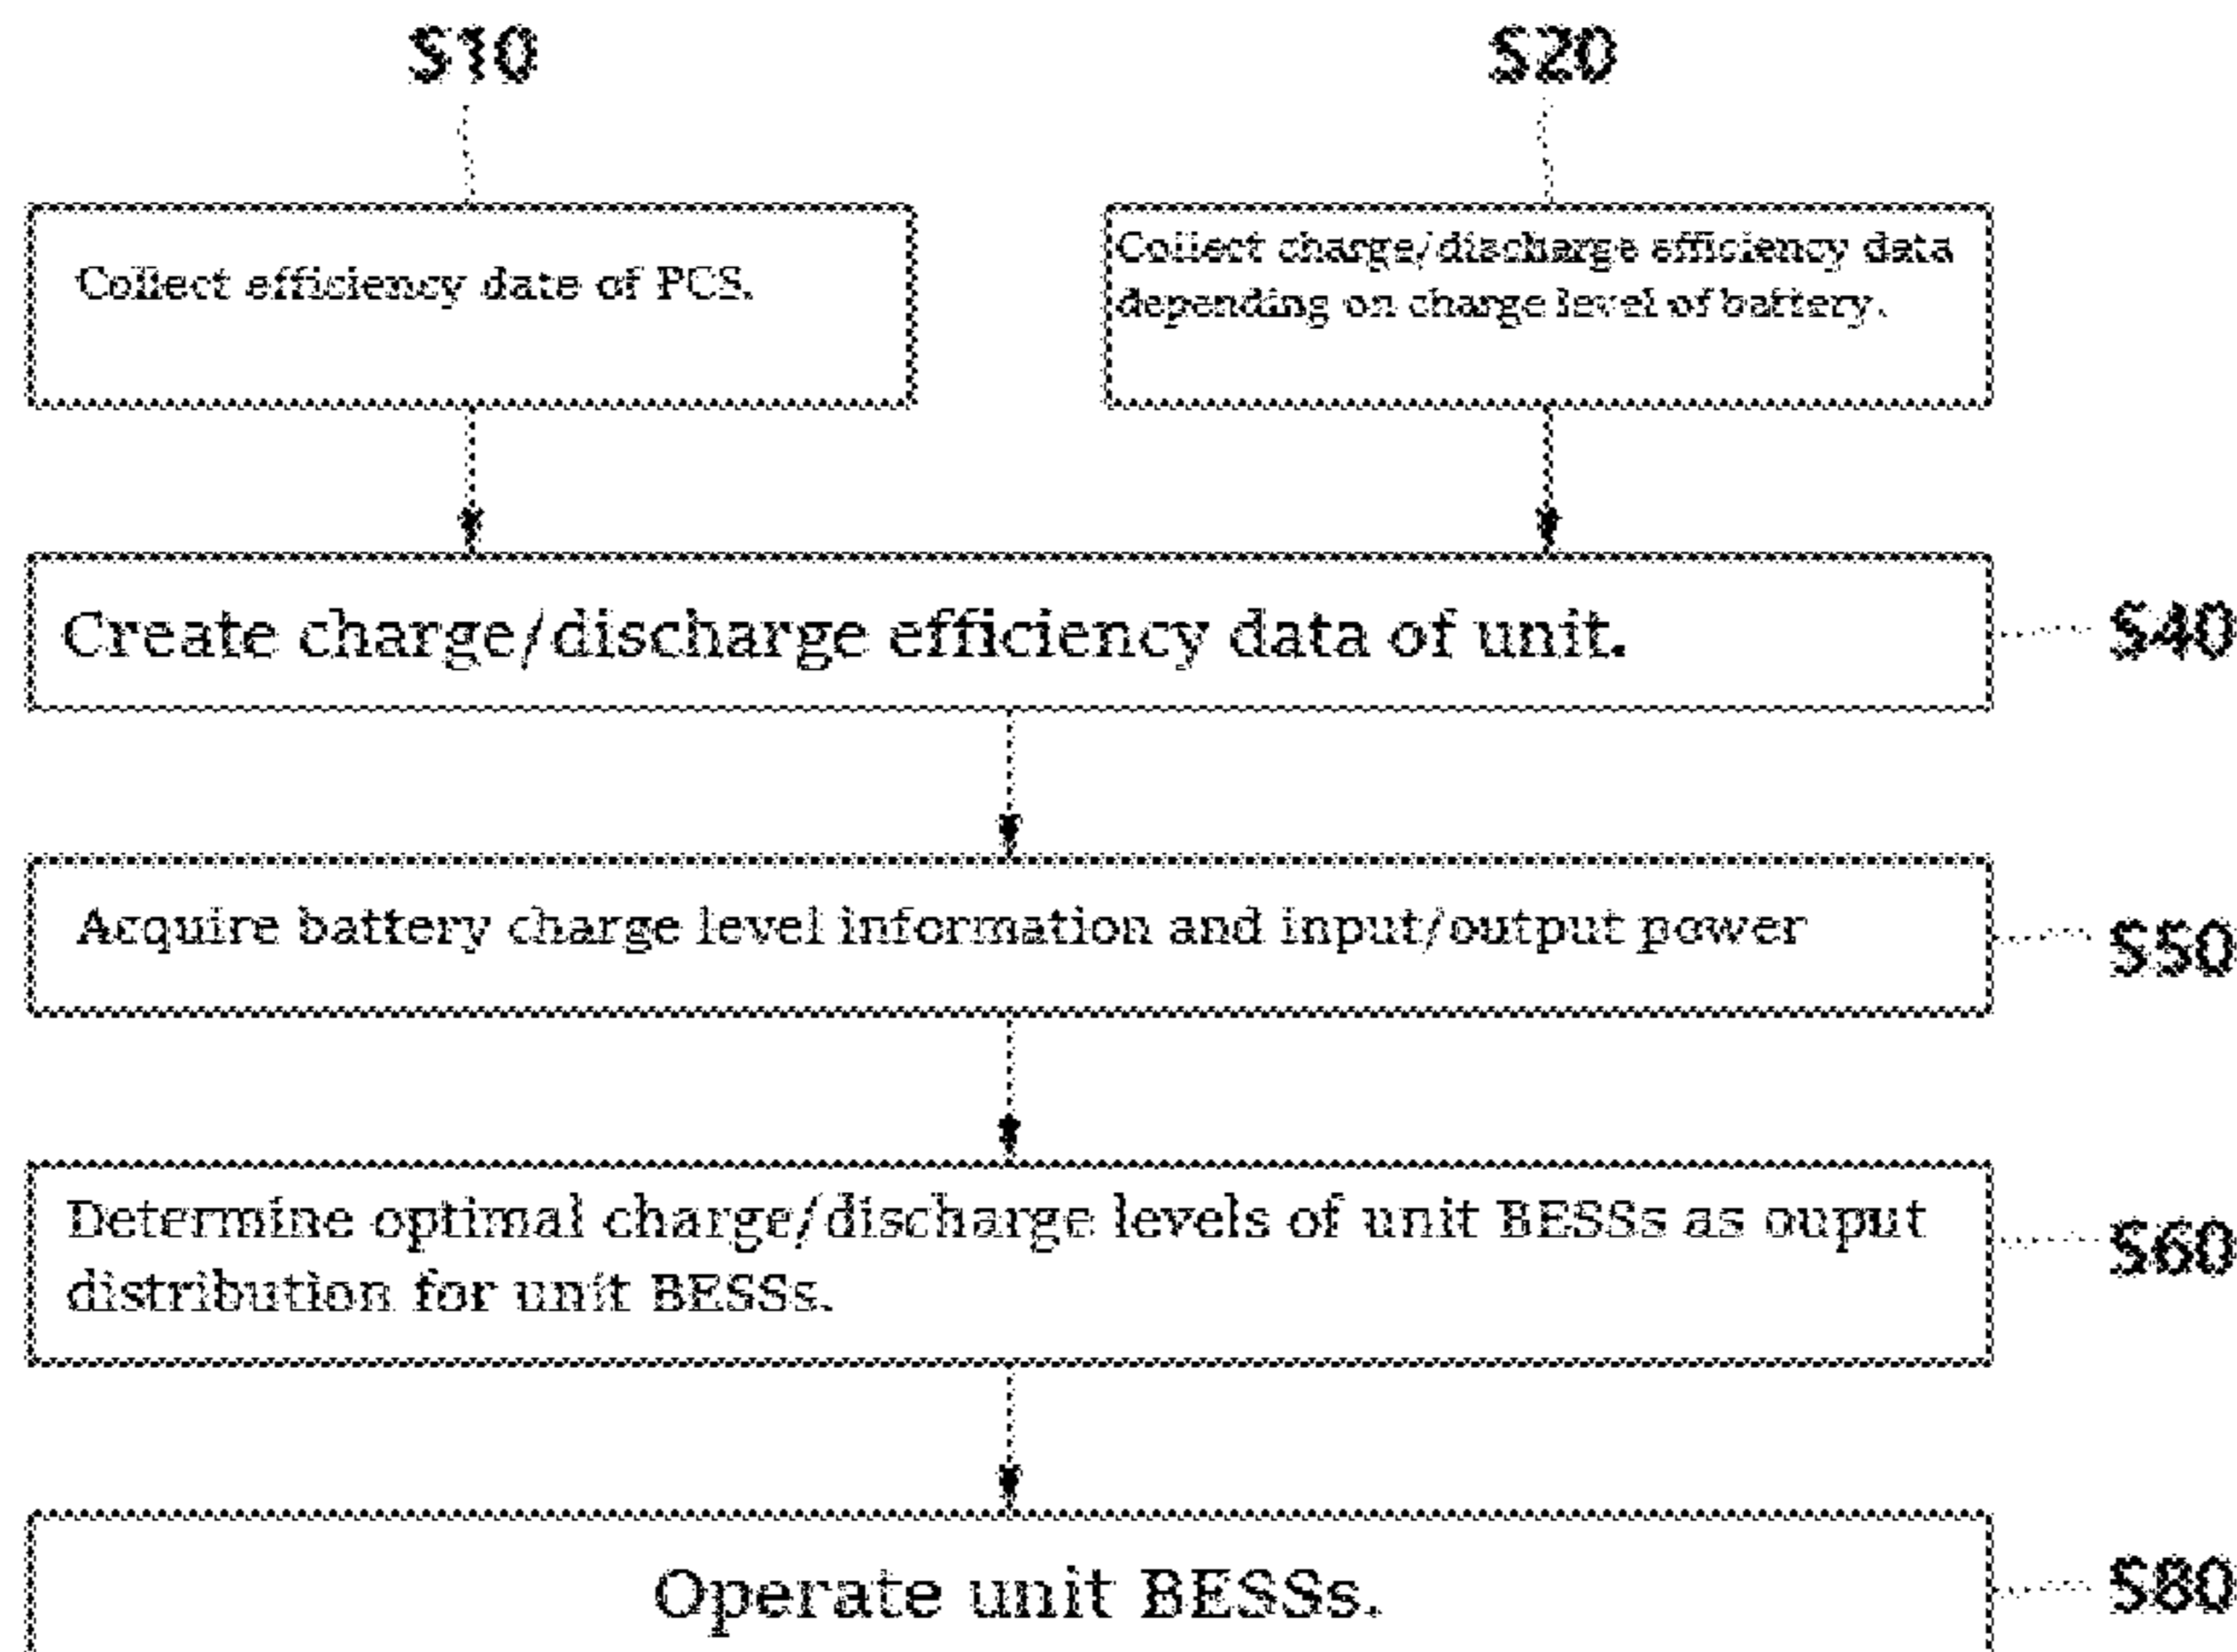 S10
S20
Collect efficiency date of PCS.
Collect charge/discharge efficiency data
depending on charge level of battery.
Create charge/discharge efficiency data of unit.
S40
Acquire battery charge level information and input/output power
S50
Determine optimal charge/discharge levels of unit BESSs as ouput
distribution for unit BESSs.
S60
Operate unit BESSs.
S80